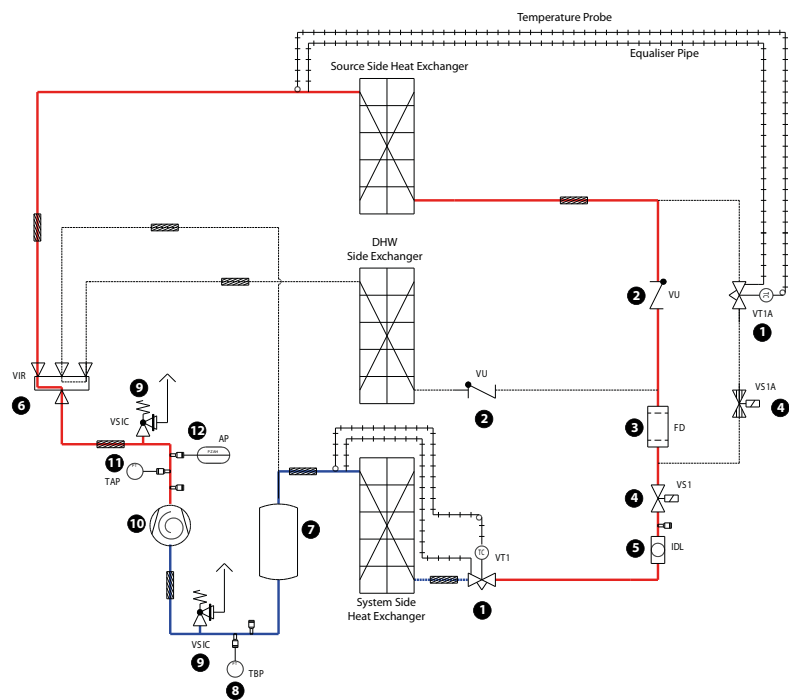 Temperature Probe
Equaliser Pipe
Source Side Heat Exchanger
DHW
Side Exchanger
2
VU
VT1A
1
VIR
6
9
VSIC
12
AP
VU
2
VS1A
4
3
FD
11
TAP
10
7
4
VS1
TC
VT1
5
IDL
1
System Side
Heat Exchanger
9
VSIC
8
TBP